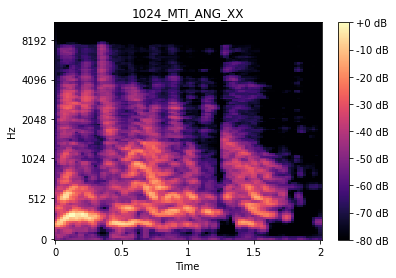 1024_MTI_ANG_XX
+0 dB
8192
-10 dB
4096
-20 dB
-30 dB
2048
Hz
-40 dB
1024
-50 dB
512
-60 dB
-70 dB
0
-80 dB
0
0.5
1
1.5
2
Time